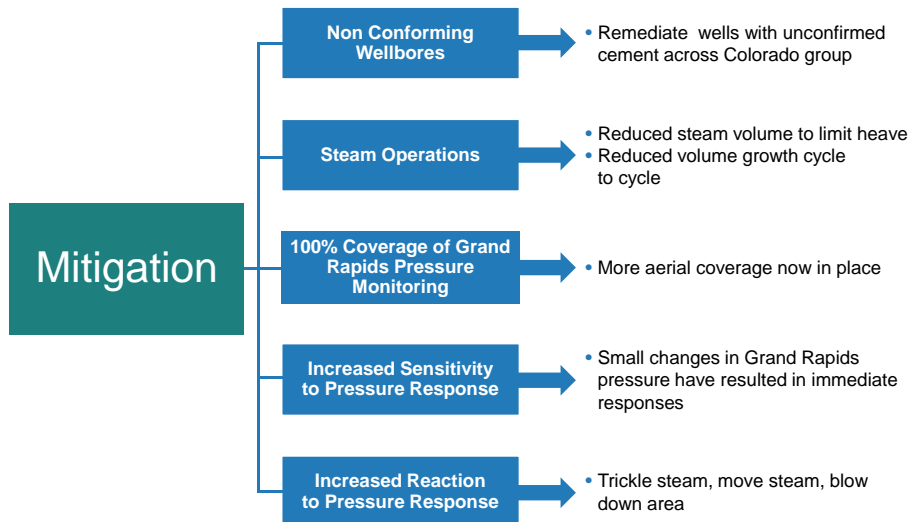 Mitigation
Non Conforming
Wellbores
• Remediate wells with unconfirmed
cement across Colorado group
Steam Operations
• Reduced steam volume to limit heave
• Reduced volume growth cycle
to cycle
100% Coverage of Grand
Rapids Pressure
Monitoring
• More aerial coverage now in place
Increased Sensitivity
to Pressure Response
• Small changes in Grand Rapids
pressure have resulted in immediate
responses
Increased Reaction
to Pressure Response
• Trickle steam, move steam, blow
down area